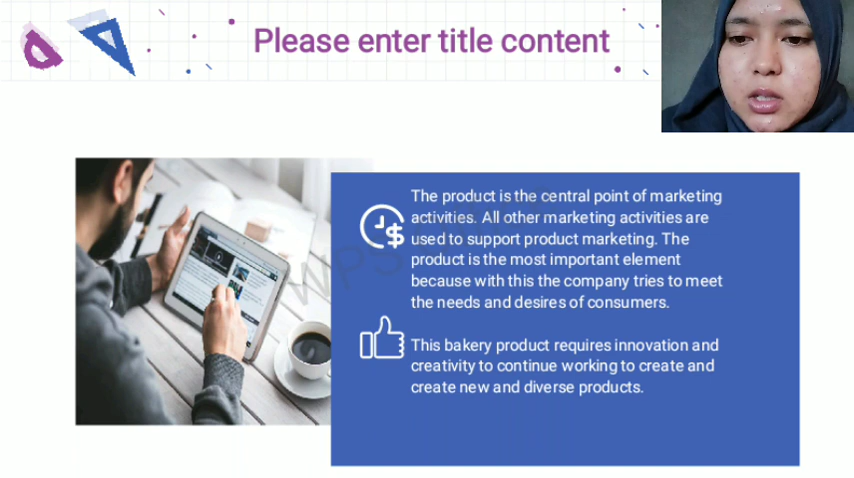 Please enter title content
The product is the central point of marketing
activities. All other marketing activities are
used to support product marketing. The
product is the most important element
because with this the company tries to meet
the needs and desires of consumers.
This bakery product requires innovation and
creativity to continue working to create and
create new and diverse products.
WPS